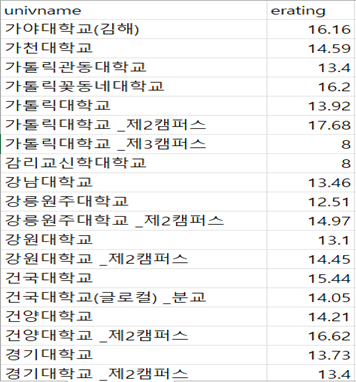 univname erating
가야대학교(김해) 16.16
가천대학교 14.59
가톨릭관동대학교 13.4
가톨릭꽃동네대학교 16.2
가톨릭대학교 13.92
가톨릭대학교 _제2캠퍼스 17.68
가톨릭대학교 _제3캠퍼스 8
감리교신학대학교 8
강남대학교 13.46
강릉원주대학교 12.51
강릉원주대학교 _제2캠퍼스 14.97
강원대학교 13.1
강원대학교 _제2캠퍼스 14.45
건국대학교 15.44
건국대학교(글로컬) _분교 14.05
건양대학교 14.21
건양대학교 _제2캠퍼스 16.62
경기대학교 13.73
경기대학교 _제2캠퍼스 13.4